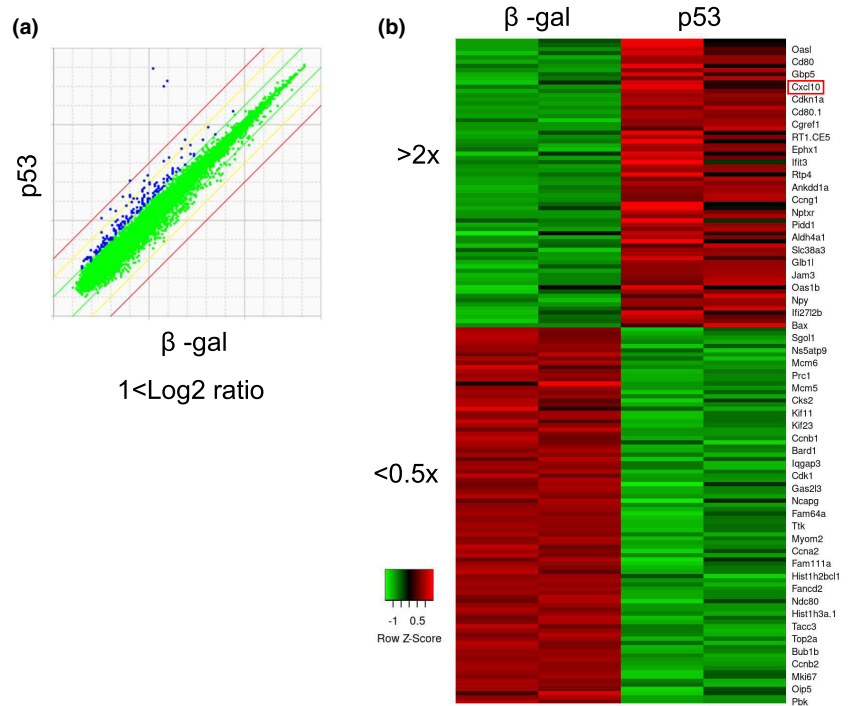 (a)
p53
β -gal
1<Log2 ratio
(b)
β -gal
p53
>2x
<0.5x
-1 0.5
Row Z-Score
Oasl
Cd80
Gbp5
Cxcl10
Cdkn1a
Cd80.1
Cgref1
RT1.CE5
Ephx1
Ifit3
Rtp4
Ankdd1a
Ccng1
Nptxr
Pidd1
Aldh4a1
Slc38a3
Glb1l
Jam3
Oas1b
Npy
Ifi27l2b
Bax
Sgol1
Ns5atp9
Mcm6
Prc1
Mcm5
Cks2
Kif11
Kif23
Ccnb1
Bard1
Iqgap3
Cdk1
Gas2l3
Ncapg
Fam64a
Ttk
Myom2
Ccna2
Fam111a
Hist1h2bcl1
Fancd2
Ndc80
Hist1h3a.1
Tacc3
Top2a
Bub1b
Ccnb2
Mki67
Oip5
Pbk